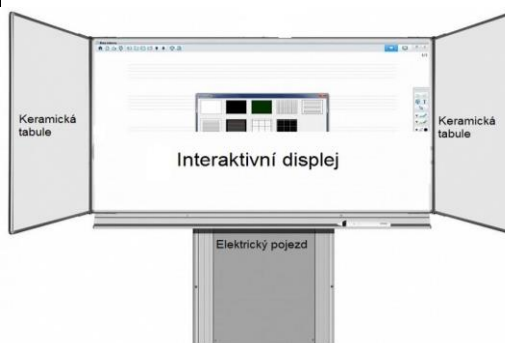 Keramická
tabule
Interaktivní displej
Keramická
tabule
Elektrický pojezd